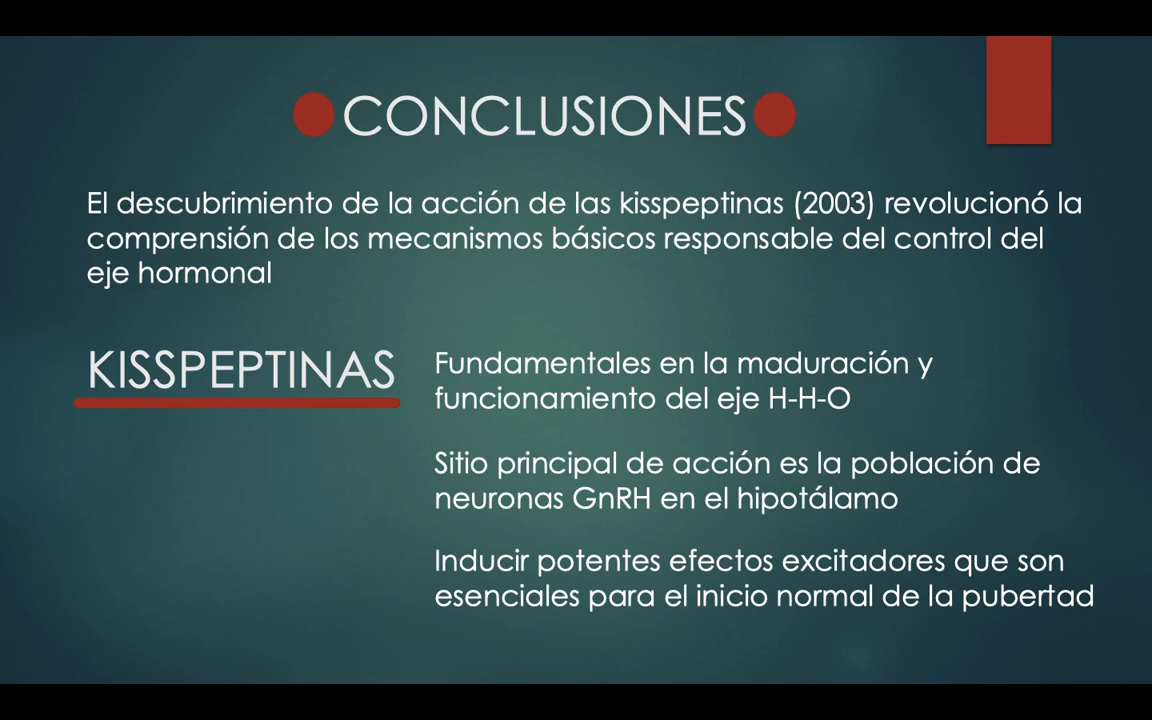 CONCLUSIONES
El descubrimiento de la acción de las kisspeptinas (2003) revolucionó la
comprensión de los mecanismos básicos responsable del control del
eje hormonal
KISSPEPTINAS
Fundamentales en la maduración y
funcionamiento del eje H-H-O
Sitio principal de acción es la población de
neuronas GnRH en el hipotálamo
Inducir potentes efectos excitadores que son
esenciales para el inicio normal de la pubertad